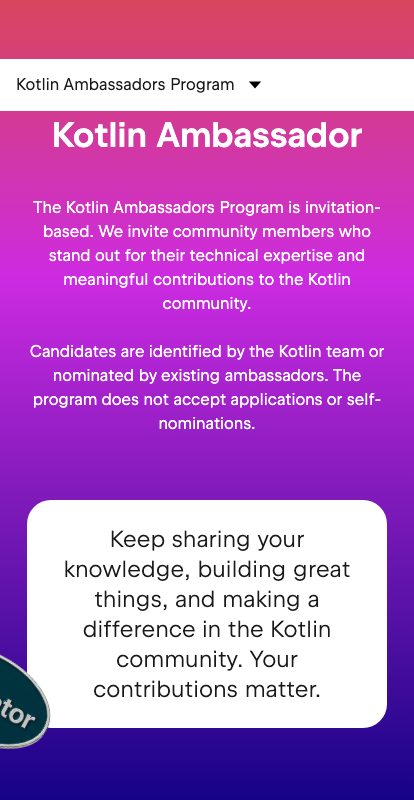 Kotlin Ambassadors Program
Kotlin Ambassador
The Kotlin Ambassadors Program is invitation-
based. We invite community members who
stand out for their technical expertise and
meaningful contributions to the Kotlin
community.
Candidates are identified by the Kotlin team or
nominated by existing ambassadors. The
program does not accept applications or self-
nominations.
Keep sharing your
knowledge, building great
things, and making a
difference in the Kotlin
community. Your
contributions matter.